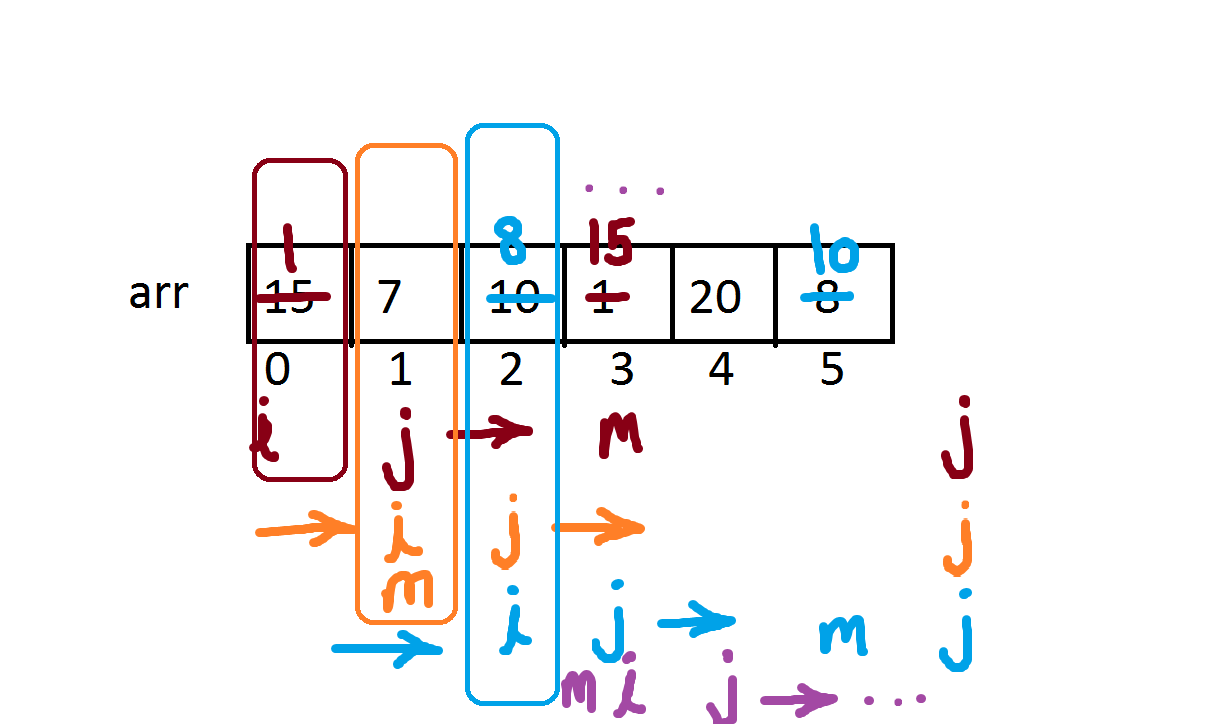 . . .
1 8 15 10
arr 15 7 10 1 20 8
0 1 2 3 4 5
i j m j
i j j
m
i j m j
m i j . . .